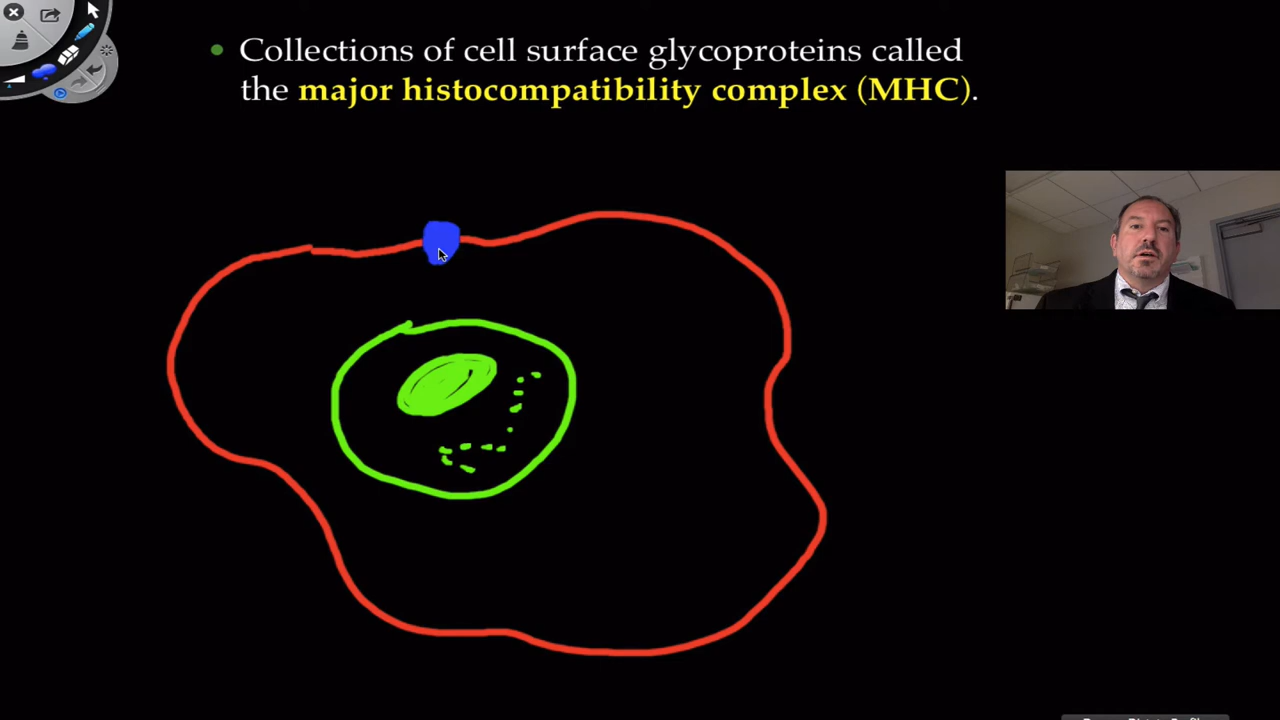 Collections of cell surface glycoproteins called
the major histocompatibility complex (MHC).